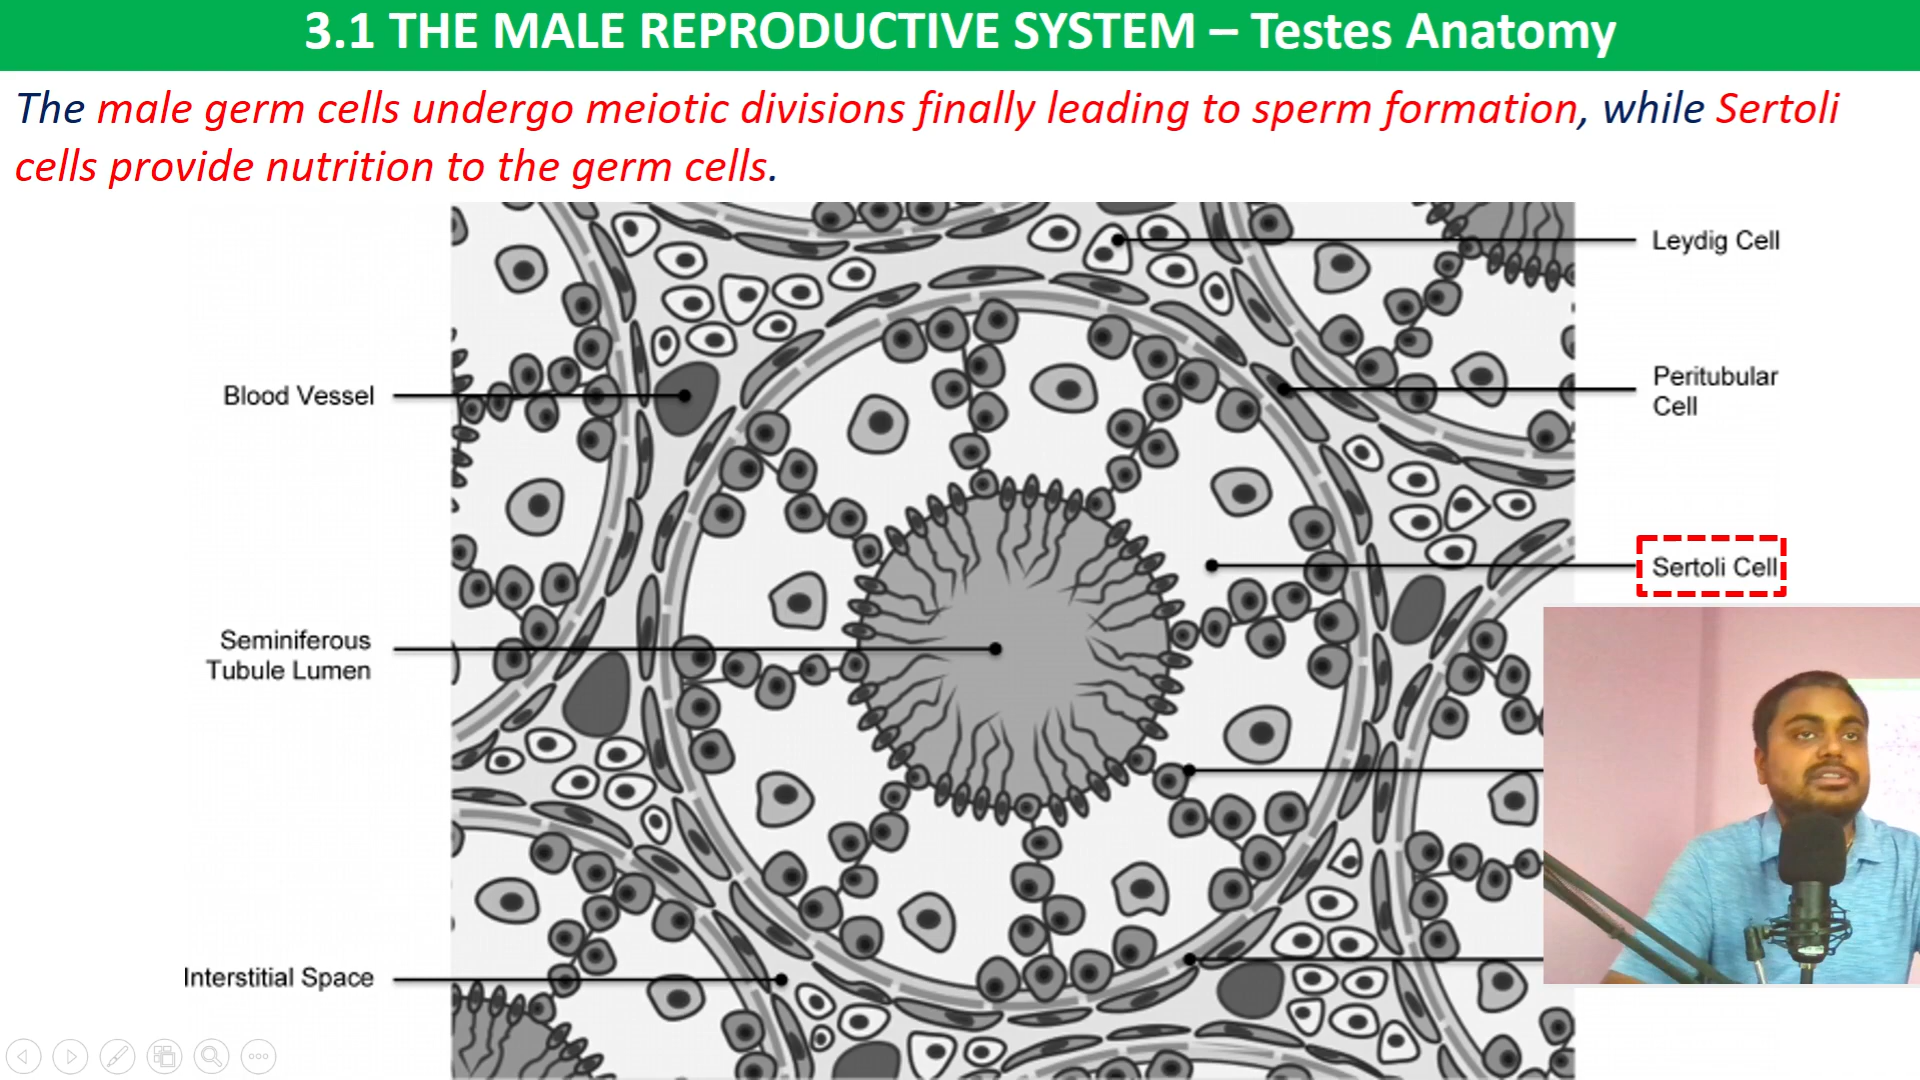 3.1 THE MALE REPRODUCTIVE SYSTEM – Testes Anatomy
The male germ cells undergo meiotic divisions finally leading to sperm formation, while Sertoli
cells provide nutrition to the germ cells.
Leydig Cell
Peritubular
Cell
Blood Vessel
Sertoli Cell
Seminiferous
Tubule Lumen
Interstitial Space